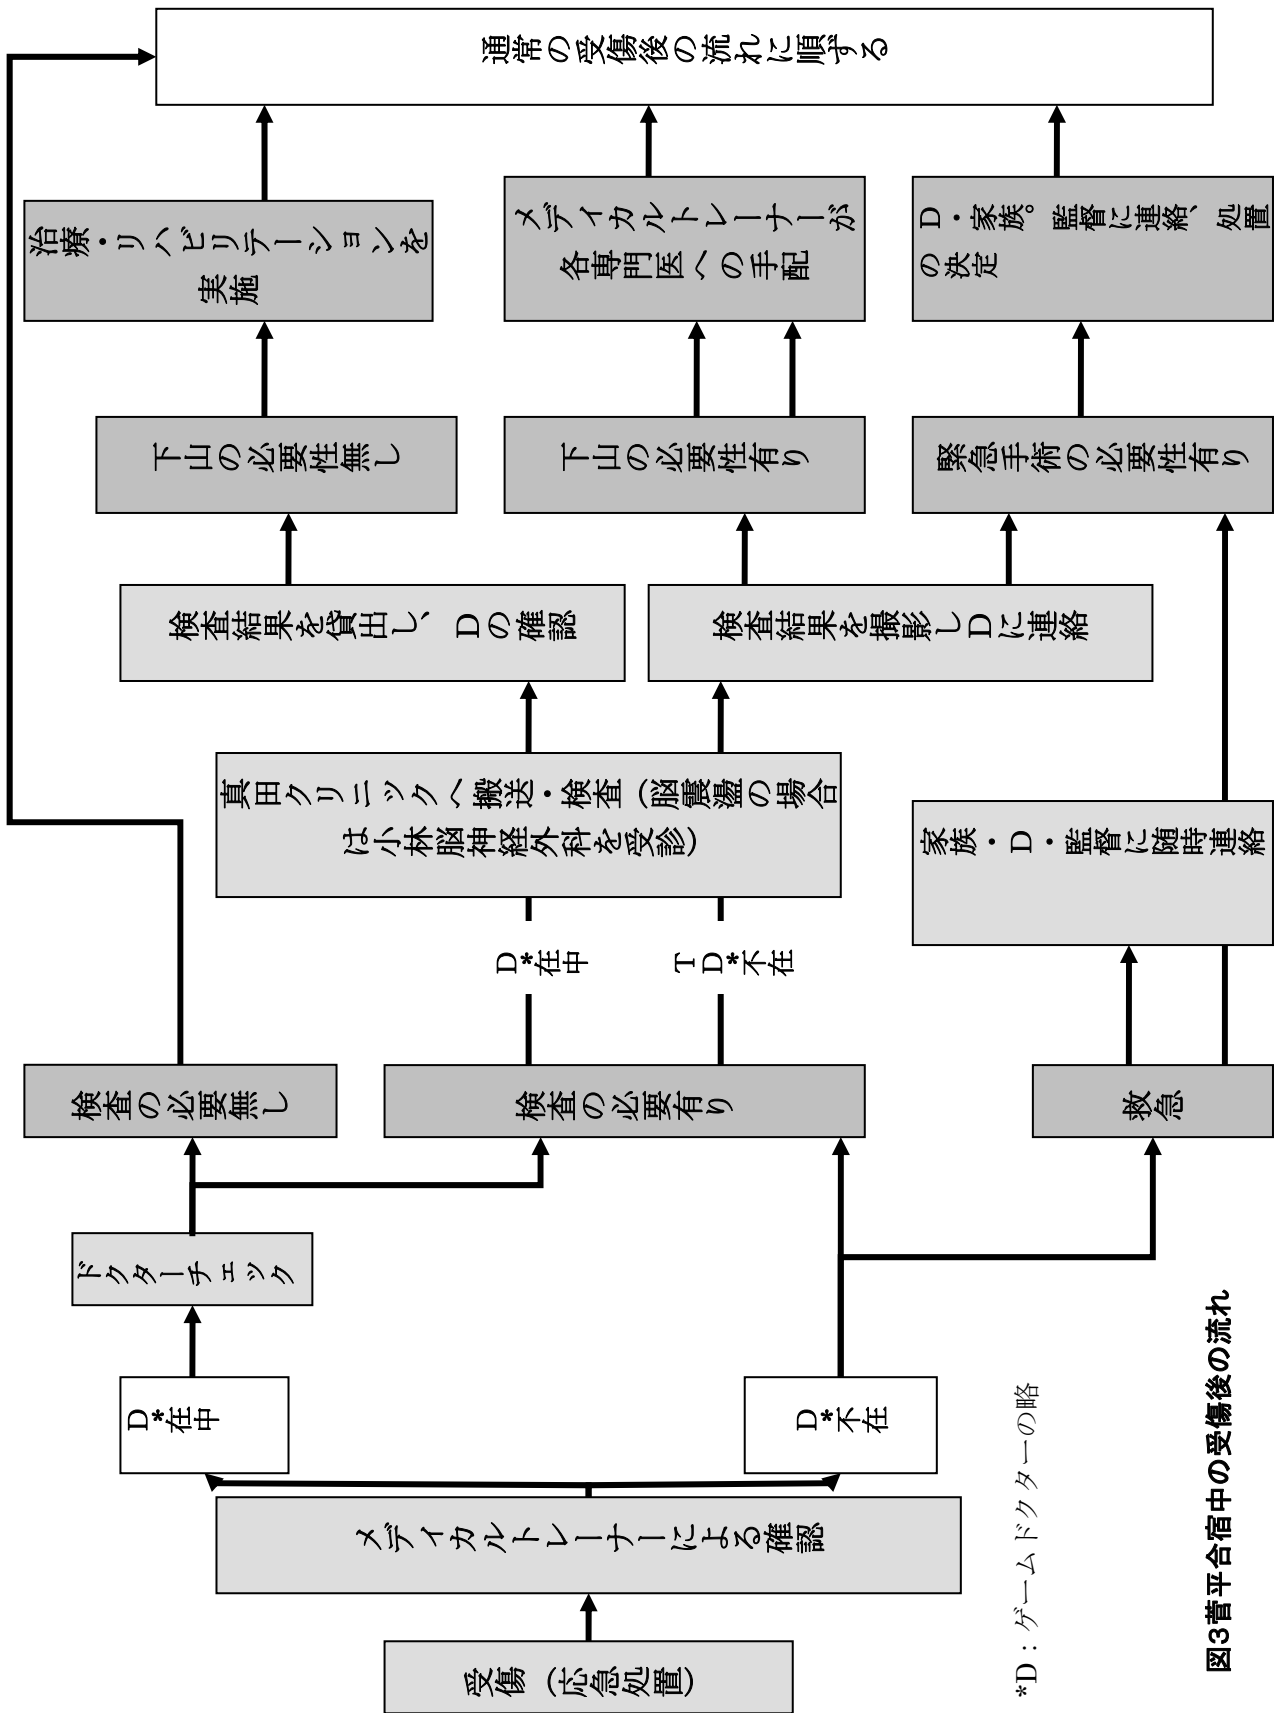 受傷（応急処置）
メディカルトレーナーによる確認
D*在中
D*不在
ドクターチェック
検査の必要無し
検査の必要有り
救急
D*在中
T
D*不在
真田クリニックへ搬送・検査（脳震盪の場合
は小林脳神経外科を受診）
家族・D・監督に随時連絡
検査結果を貸出し、Dの確認
検査結果を撮影しDに連絡
下山の必要性無し
下山の必要性有り
緊急手術の必要性有り
治療・リハビリテーションを
実施
メディカルトレーナーが
各専門医への手配
D・家族。監督に連絡、処置
の決定
通常の受傷後の流れに順ずる
*D：ゲームドクターの略
図3菅平合宿中の受傷後の流れ